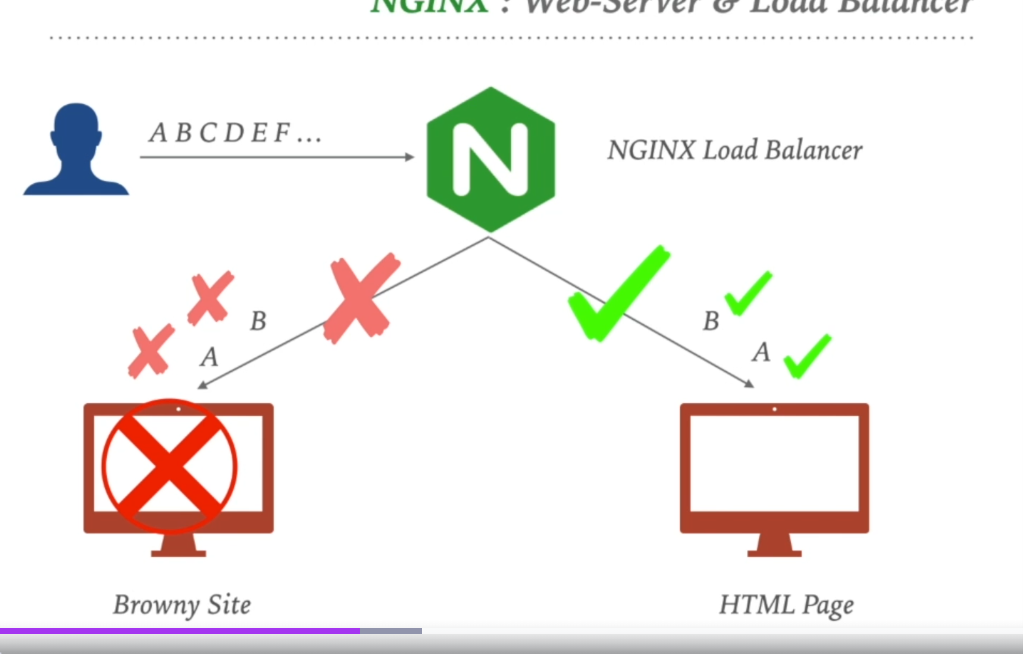 NGINX : Web-Server & Load Balancer
A B C D E F ...
N
NGINX Load Balancer
B
A
B
A
Browny Site
HTML Page